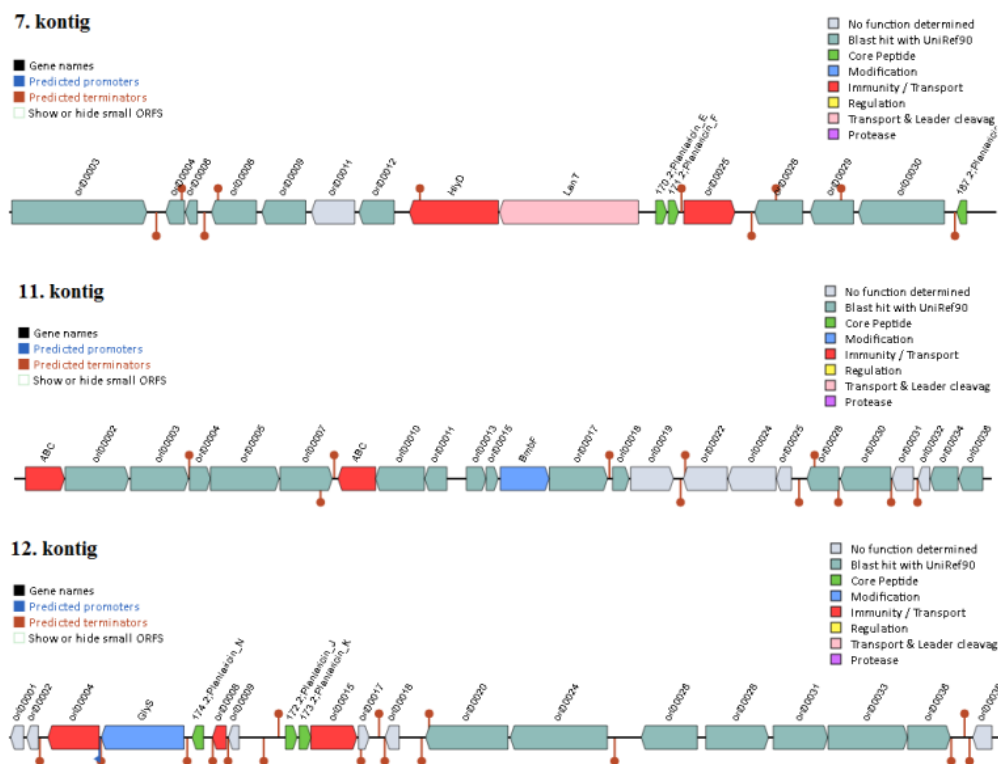 7. kontig
No function determined
Blast hit with UniRef90
Core Peptide
Modification
Immunity / Transport
Regulation
Transport & Leader cleavag
Protease
Gene names
Predicted promoters
Predicted terminators
Show or hide small ORFS
orf00003
orf00004
orf00006
orf00008
orf00009
orf00011
orf00012
HlyD
LanT
170.2;Plantaricin_E
171.2;Plantaricin_F
orf00025
orf00028
orf00029
orf00030
187.2;Plantaricin
11. kontig
No function determined
Blast hit with UniRef90
Core Peptide
Modification
Immunity / Transport
Regulation
Transport & Leader cleavag
Protease
Gene names
Predicted promoters
Predicted terminators
Show or hide small ORFS
ABC
orf00002
orf00003
orf00004
orf00005
orf00007
ABC
orf00010
orf00011
orf00013
orf00015
BmbF
orf00017
orf00018
orf00019
orf00022
orf00024
orf00025
orf00028
orf00030
orf00031
orf00032
orf00034
orf00036
12. kontig
No function determined
Blast hit with UniRef90
Core Peptide
Modification
Immunity / Transport
Regulation
Transport & Leader cleavag
Protease
Gene names
Predicted promoters
Predicted terminators
Show or hide small ORFS
orf00001
orf00002
orf00004
GlyS
174.2;Plantaricin_N
orf00008
orf00009
172.2;Plantaricin_J
173.2;Plantaricin_K
orf00015
orf00017
orf00018
orf00020
orf00024
orf00026
orf00028
orf00031
orf00033
orf00036